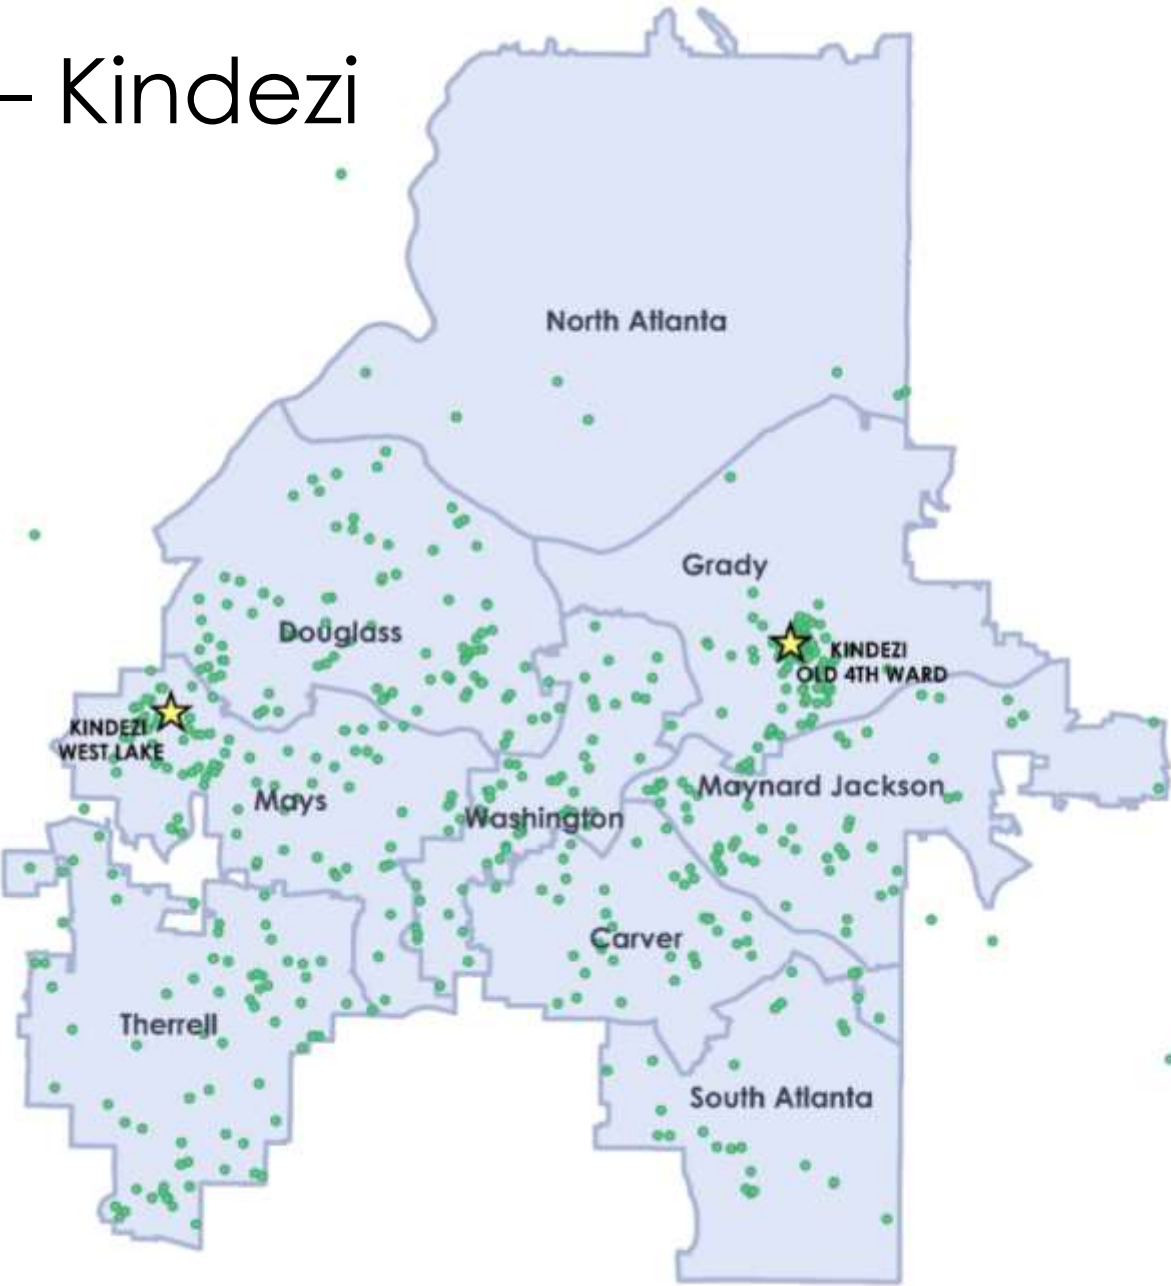 – Kindezi
North Atlanta
Grady
Douglass
KINDEZI
OLD 4TH WARD
KINDEZI
WEST LAKE
Mays
Maynard Jackson
Washington
Carver
Therrell
South Atlanta